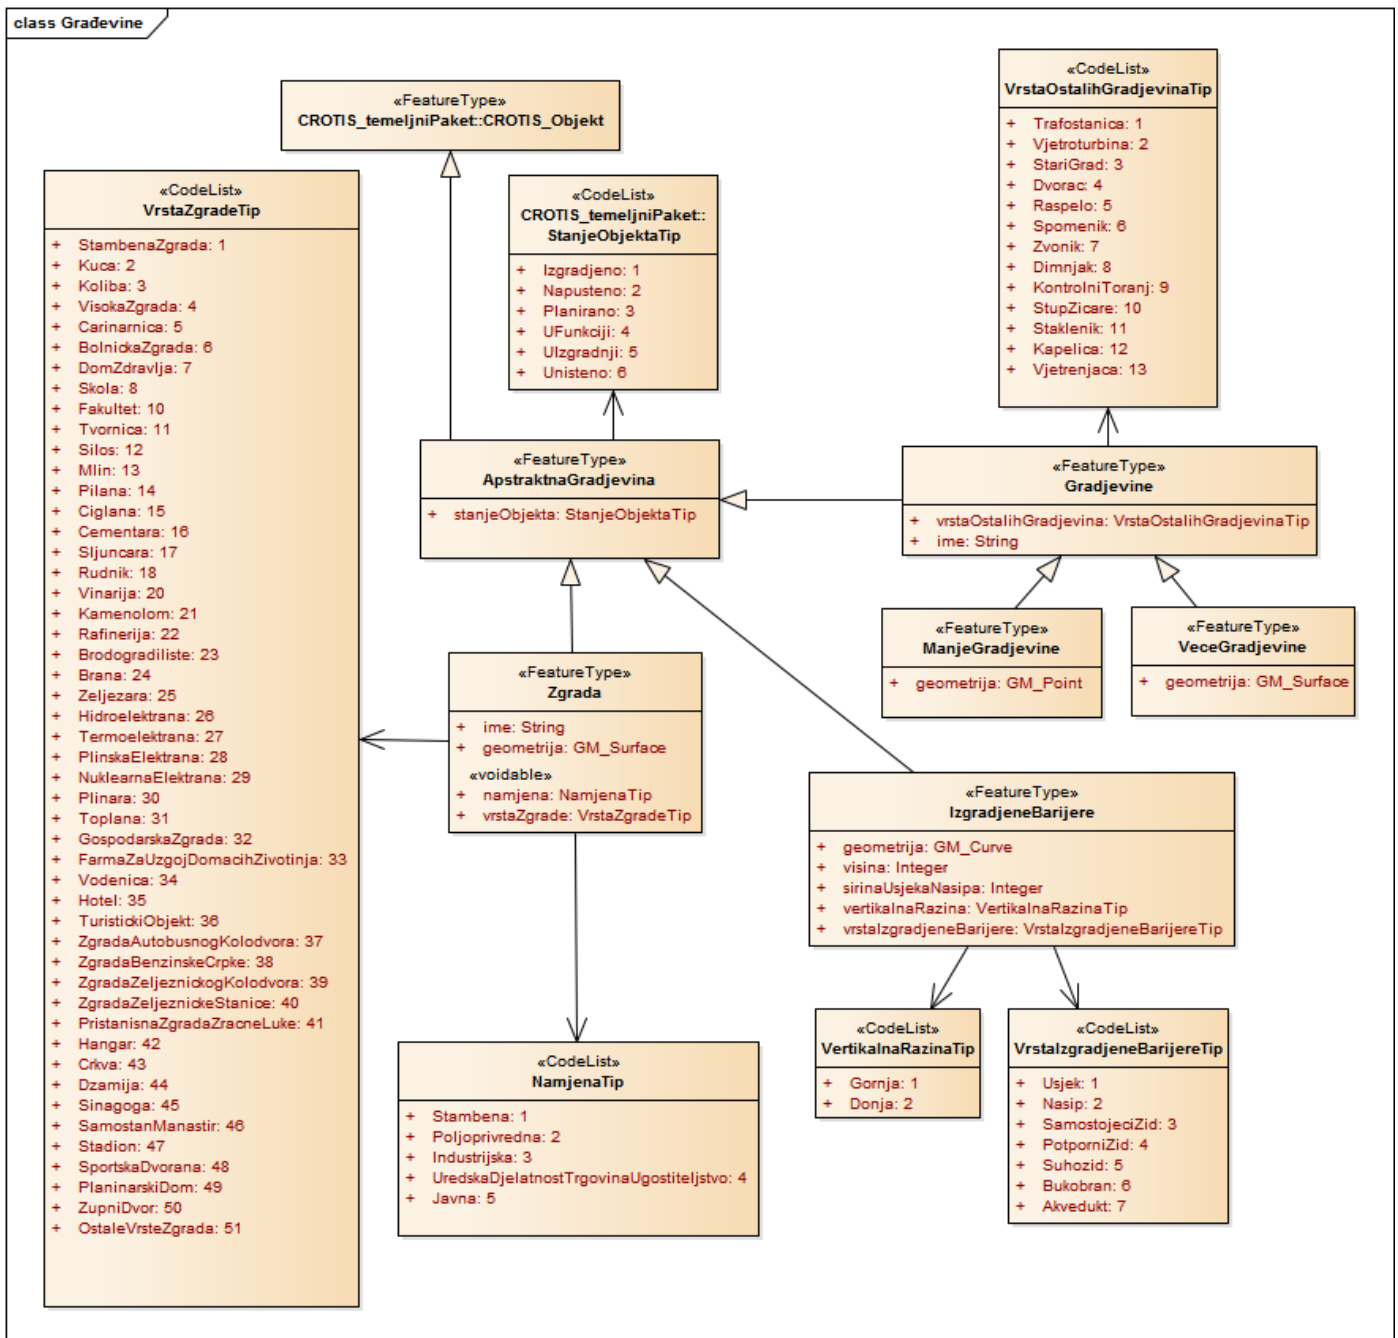 class Građevine
«FeatureType»
CROTIS_temeljniPaket::CROTIS_Objekt
«CodeList»
VrstaOstalihGradjevinaTip
+ Trafostanica: 1
+ Vjetroturbina: 2
+ StariGrad: 3
+ Dvorac: 4
+ Raspelo: 5
+ Spomenik: 6
+ Zvonik: 7
+ Dimnjak: 8
+ KontrolniToranj: 9
+ StupZicare: 10
+ Staklenik: 11
+ Kapelica: 12
+ Vjetrenjaca: 13
«CodeList»
VrstaZgradeTip
+ StambenaZgrada: 1
+ Kuca: 2
+ Koliba: 3
+ VisokaZgrada: 4
+ Carinarnica: 5
+ BolnickaZgrada: 6
+ DomZdravlja: 7
+ Skola: 8
+ Fakultet: 10
+ Tvornica: 11
+ Silos: 12
+ Mlin: 13
+ Pilana: 14
+ Ciglana: 15
+ Cementara: 16
+ Sljuncara: 17
+ Rudnik: 18
+ Vinarija: 20
+ Kamenolom: 21
+ Rafinerija: 22
+ Brodogradiliste: 23
+ Brana: 24
+ Zeljezara: 25
+ Hidroelektrana: 26
+ Termoelektrana: 27
+ PlinskaElektrana: 28
+ NuklearnaElektrana: 29
+ Plinara: 30
+ Toplana: 31
+ GospodarskaZgrada: 32
+ FarmaZaUzgojDomacihZivotinja: 33
+ Vodenica: 34
+ Hotel: 35
+ TuristickiObjekt: 36
+ ZgradaAutobusnogKolodvora: 37
+ ZgradaBenzinskeCrpke: 38
+ ZgradaZeljeznickogKolodvora: 39
+ ZgradaZeljeznickeStanice: 40
+ PristanisnaZgradaZracneLuke: 41
+ Hangar: 42
+ Crkva: 43
+ Dzamija: 44
+ Sinagoga: 45
+ SamostanManastir: 46
+ Stadion: 47
+ SportskaDvorana: 48
+ PlaninarskiDom: 49
+ ZupniDvor: 50
+ OstaleVrsteZgrada: 51
«CodeList»
CROTIS_temeljniPaket::
StanjeObjektaTip
+ Izgradjeno: 1
+ Napusteno: 2
+ Planirano: 3
+ UFunkciji: 4
+ UIzgradnji: 5
+ Unisteno: 6
«FeatureType»
ApstraktnaGradjevina
+ stanjeObjekta: StanjeObjektaTip
«FeatureType»
Gradjevine
+ vrstaOstalihGradjevina: VrstaOstalihGradjevinaTip
+ ime: String
«FeatureType»
ManjeGradjevine
+ geometrija: GM_Point
«FeatureType»
VeceGradjevine
+ geometrija: GM_Surface
«FeatureType»
Zgrada
+ ime: String
+ geometrija: GM_Surface
«voidable»
+ namjena: NamjenaTip
+ vrstaZgrade: VrstaZgradeTip
«FeatureType»
IzgradjeneBarijere
+ geometrija: GM_Curve
+ visina: Integer
+ sirinaUsjekaNasipa: Integer
+ vertikalnaRazina: VertikalnaRazinaTip
+ vrstaIzgradjeneBarijere: VrstaIzgradjeneBarijereTip
«CodeList»
NamjenaTip
+ Stambena: 1
+ Poljoprivredna: 2
+ Industrijska: 3
+ UredskaDjelatnostTrgovinaUgostiteljstvo: 4
+ Javna: 5
«CodeList»
VertikalnaRazinaTip
+ Gornja: 1
+ Donja: 2
«CodeList»
VrstaIzgradjeneBarijereTip
+ Usjek: 1
+ Nasip: 2
+ SamostojeciZid: 3
+ PotporniZid: 4
+ Suhozid: 5
+ Bukobran: 6
+ Akvedukt: 7